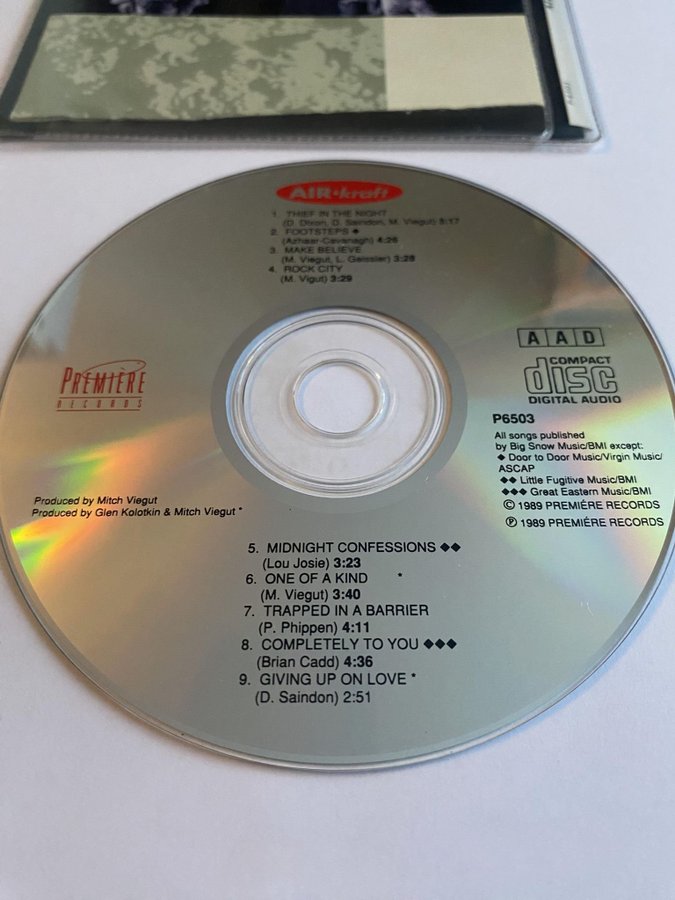 AIR•kraft
1. THIEF IN THE NIGHT
(D. Dixon, D. Saindon, M. Viegut) 5:17
2. FOOTSTEPS ◆
(Azhaar-Cavanagh) 4:26
3. MAKE BELIEVE
(M. Viegut, L. Geissler) 3:28
4. ROCK CITY
(M. Vigut) 3:29
PREMIÈRE
RECORDS
AAD
COMPACT
disc
DIGITAL AUDIO
P6503
All songs published
by Big Snow Music/BMI except:
◆ Door to Door Music/Virgin Music/
ASCAP
◆◆ Little Fugitive Music/BMI
◆◆◆ Great Eastern Music/BMI
© 1989 PREMIÉRE RECORDS
℗ 1989 PREMIÉRE RECORDS
Produced by Mitch Viegut
Produced by Glen Kolotkin & Mitch Viegut *
5. MIDNIGHT CONFESSIONS ◆◆
(Lou Josie) 3:23
6. ONE OF A KIND *
(M. Viegut) 3:40
7. TRAPPED IN A BARRIER
(P. Phippen) 4:11
8. COMPLETELY TO YOU ◆◆◆
(Brian Cadd) 4:36
9. GIVING UP ON LOVE *
(D. Saindon) 2:51